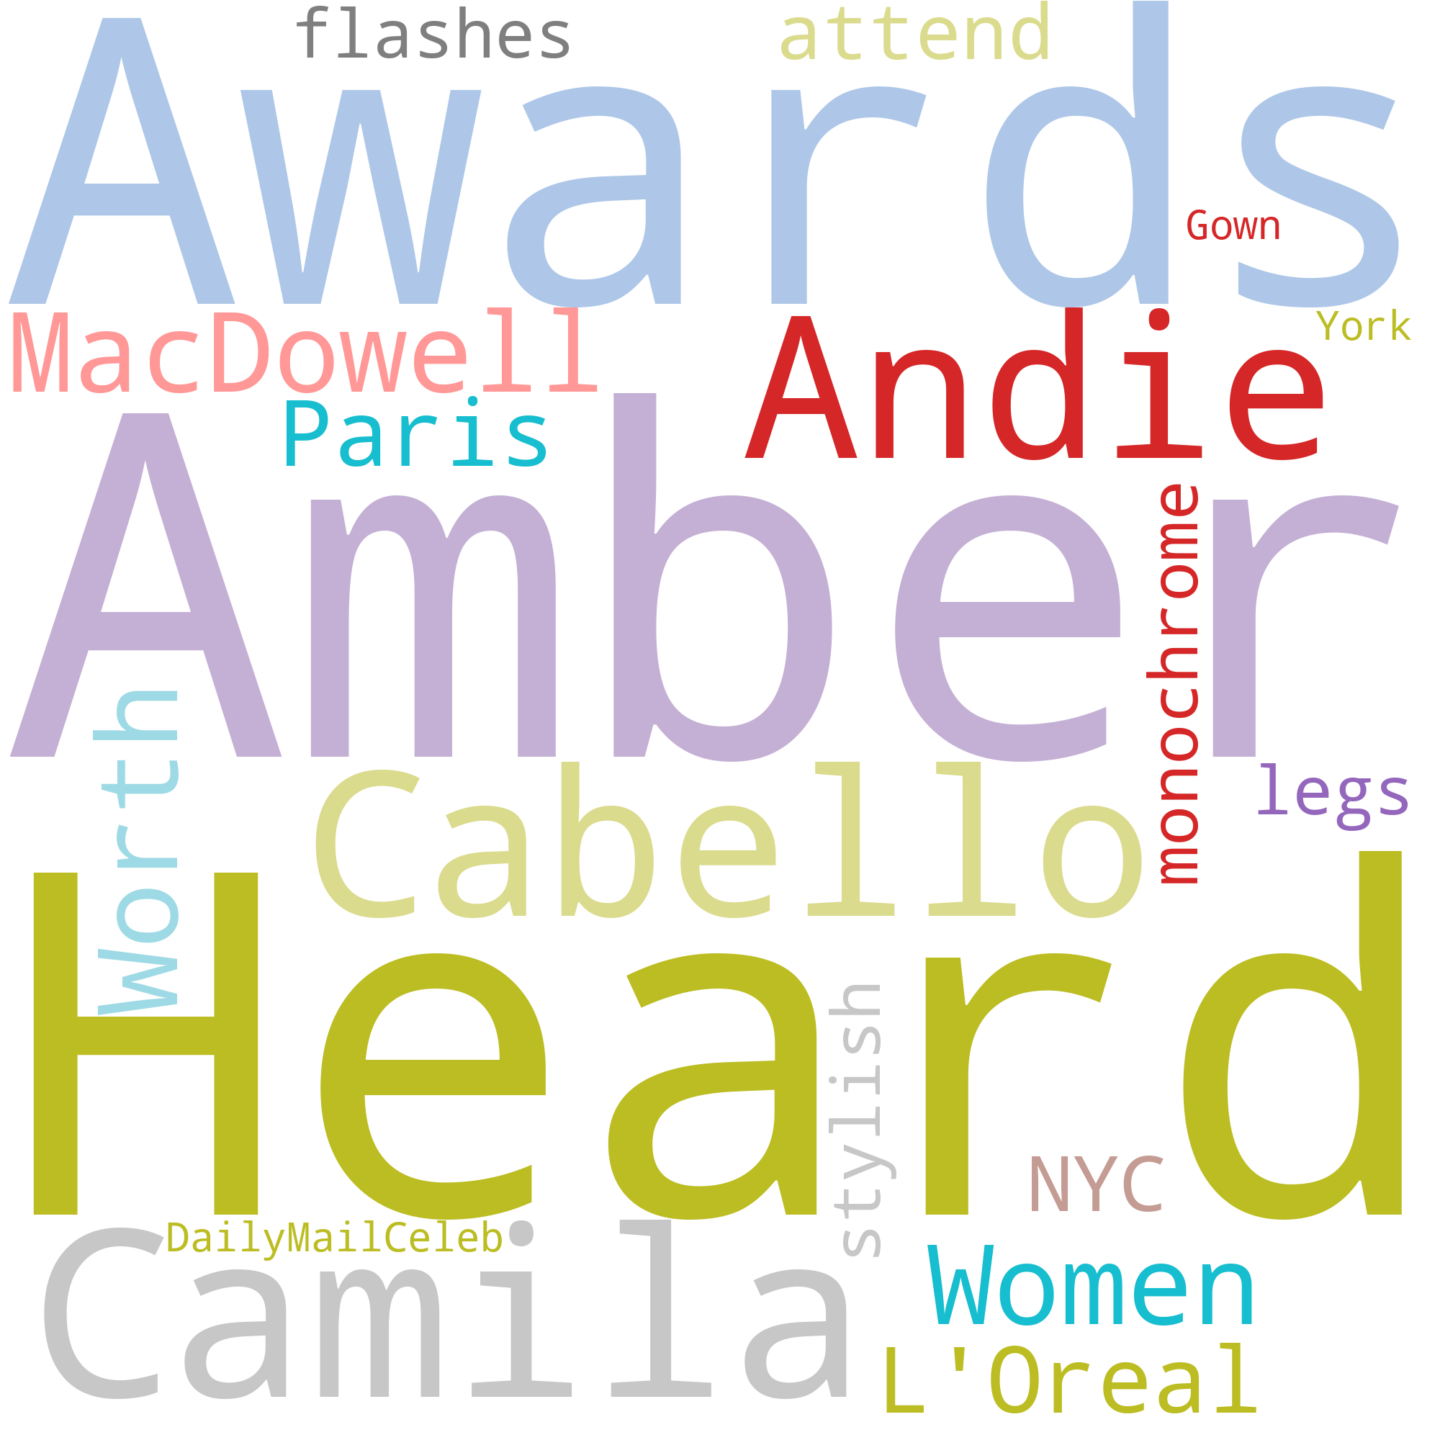 flashes
attend
Awards
Gown
MacDowell
Andie
York
Paris
Amber
monochrome
Worth
Cabello
legs
Heard
stylish
NYC
DailyMailCeleb
Camila
Women
L'Oreal